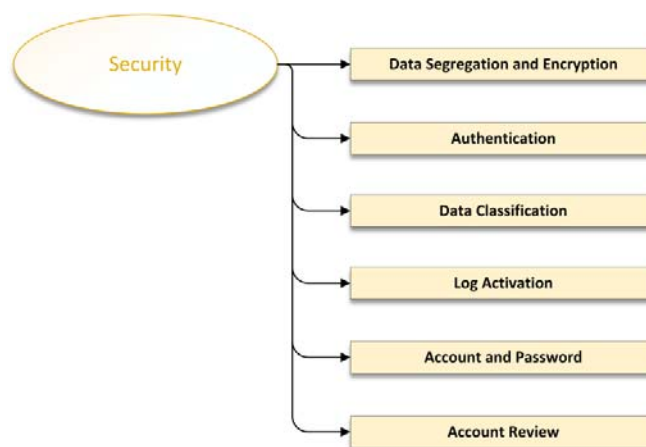 Security
Data Segregation and Encryption
Authentication
Data Classification
Log Activation
Account and Password
Account Review